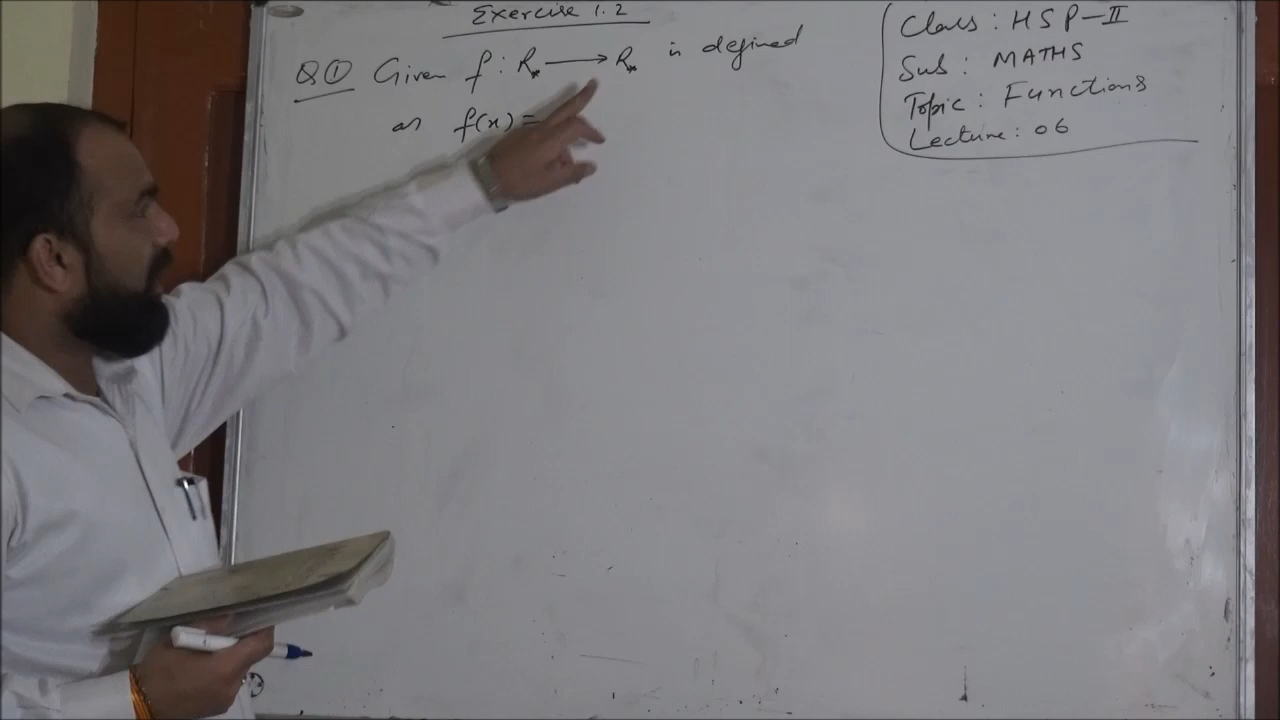 Exercise 1.2
Q① Given f : R* ⟶ R* is defined
as f(x) =
Class : HSP-II
Sub : MATHS
Topic : Functions
Lecture : 06